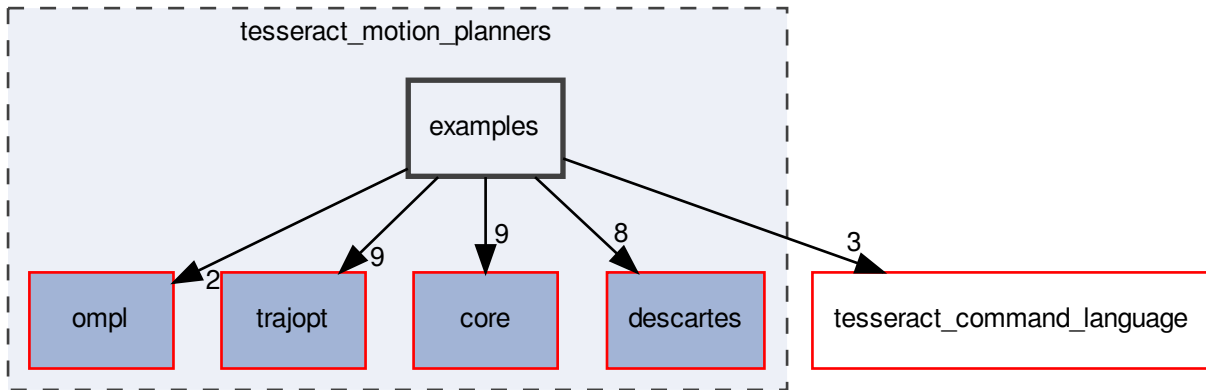 tesseract_motion_planners
examples
3
8
9
9
2
ompl
trajopt
core
descartes
tesseract_command_language